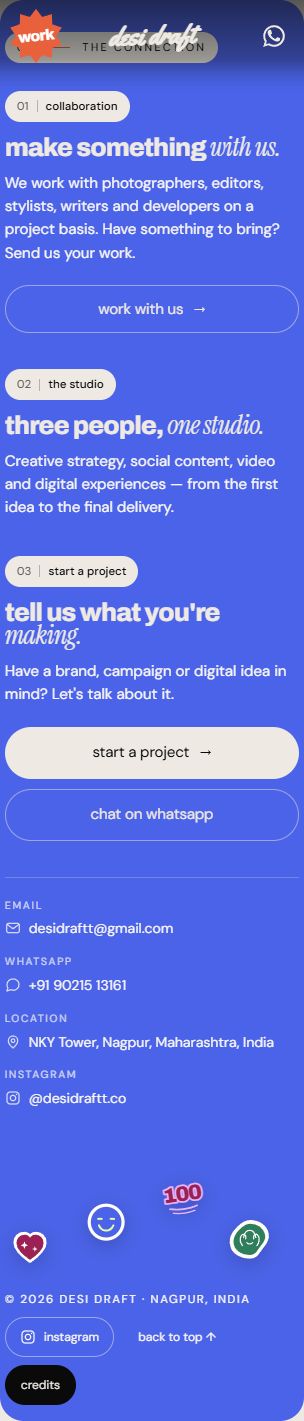 work
desi draft
THE CONNECTION
01 | collaboration
make something with us.
We work with photographers, editors,
stylists, writers and developers on a
project basis. Have something to bring?
Send us your work.
work with us →
02 | the studio
three people, one studio.
Creative strategy, social content, video
and digital experiences — from the first
idea to the final delivery.
03 | start a project
tell us what you're
making.
Have a brand, campaign or digital idea in
mind? Let's talk about it.
start a project →
chat on whatsapp
EMAIL
desidraftt@gmail.com
WHATSAPP
+91 90215 13161
LOCATION
NKY Tower, Nagpur, Maharashtra, India
INSTAGRAM
@desidraftt.co
100
© 2026 DESI DRAFT · NAGPUR, INDIA
instagram
back to top ↑
credits